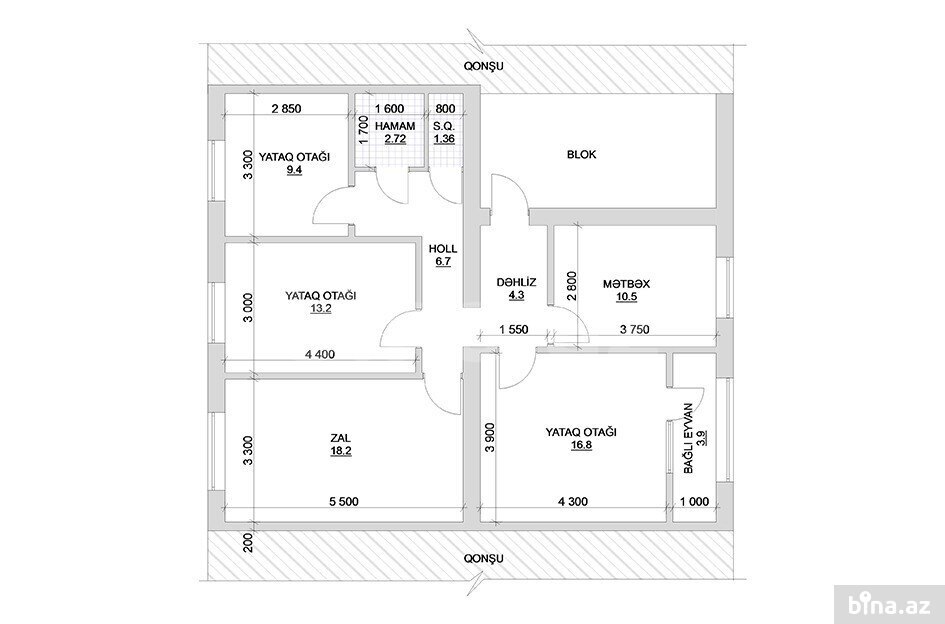 QONŞU
2 850
1 600
800
HAMAM
2.72
S.Q.
1.36
1 700
YATAQ OTAĞI
9.4
3 300
BLOK
HOLL
6.7
DƏHLİZ
4.3
MƏTBƏX
10.5
2 800
YATAQ OTAĞI
13.2
3 000
4 400
1 550
3 750
ZAL
18.2
3 300
5 500
YATAQ OTAĞI
16.8
3 900
4 300
BAĞLI EYVAN
3.9
1 000
200
QONŞU
bina.az